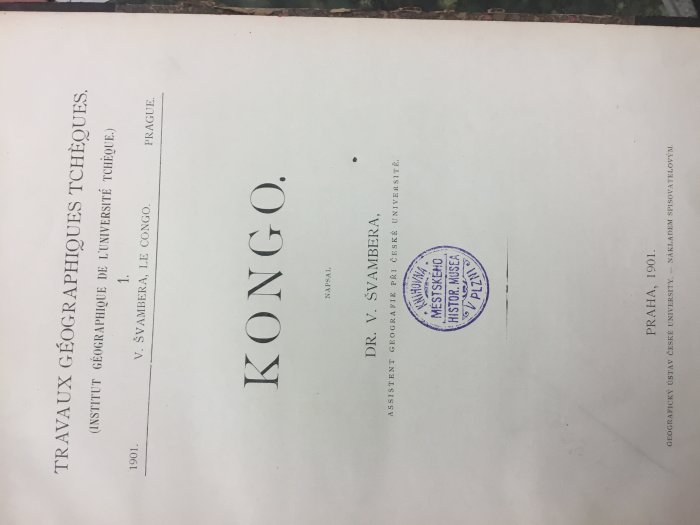 TRAVAUX GÉOGRAPHIQUES TCHÈQUES.
(INSTITUT GÉOGRAPHIQUE DE L'UNIVERSITÉ TCHÈQUE.)
1.
1901. V. ŠVAMBERA, LE CONGO. PRAGUE.
KONGO.
NAPSAL
DR. V. ŠVAMBERA,
ASSISTENT GEOGRAFIE PŘI ČESKÉ UNIVERSITĚ.
KNIHOVNA
MĚSTSKÉHO
HISTOR. MUSEA
V PLZNI
PRAHA, 1901.
GEOGRAFICKÝ ÚSTAV ČESKÉ UNIVERSITY. — NÁKLADEM SPISOVATELOVÝM